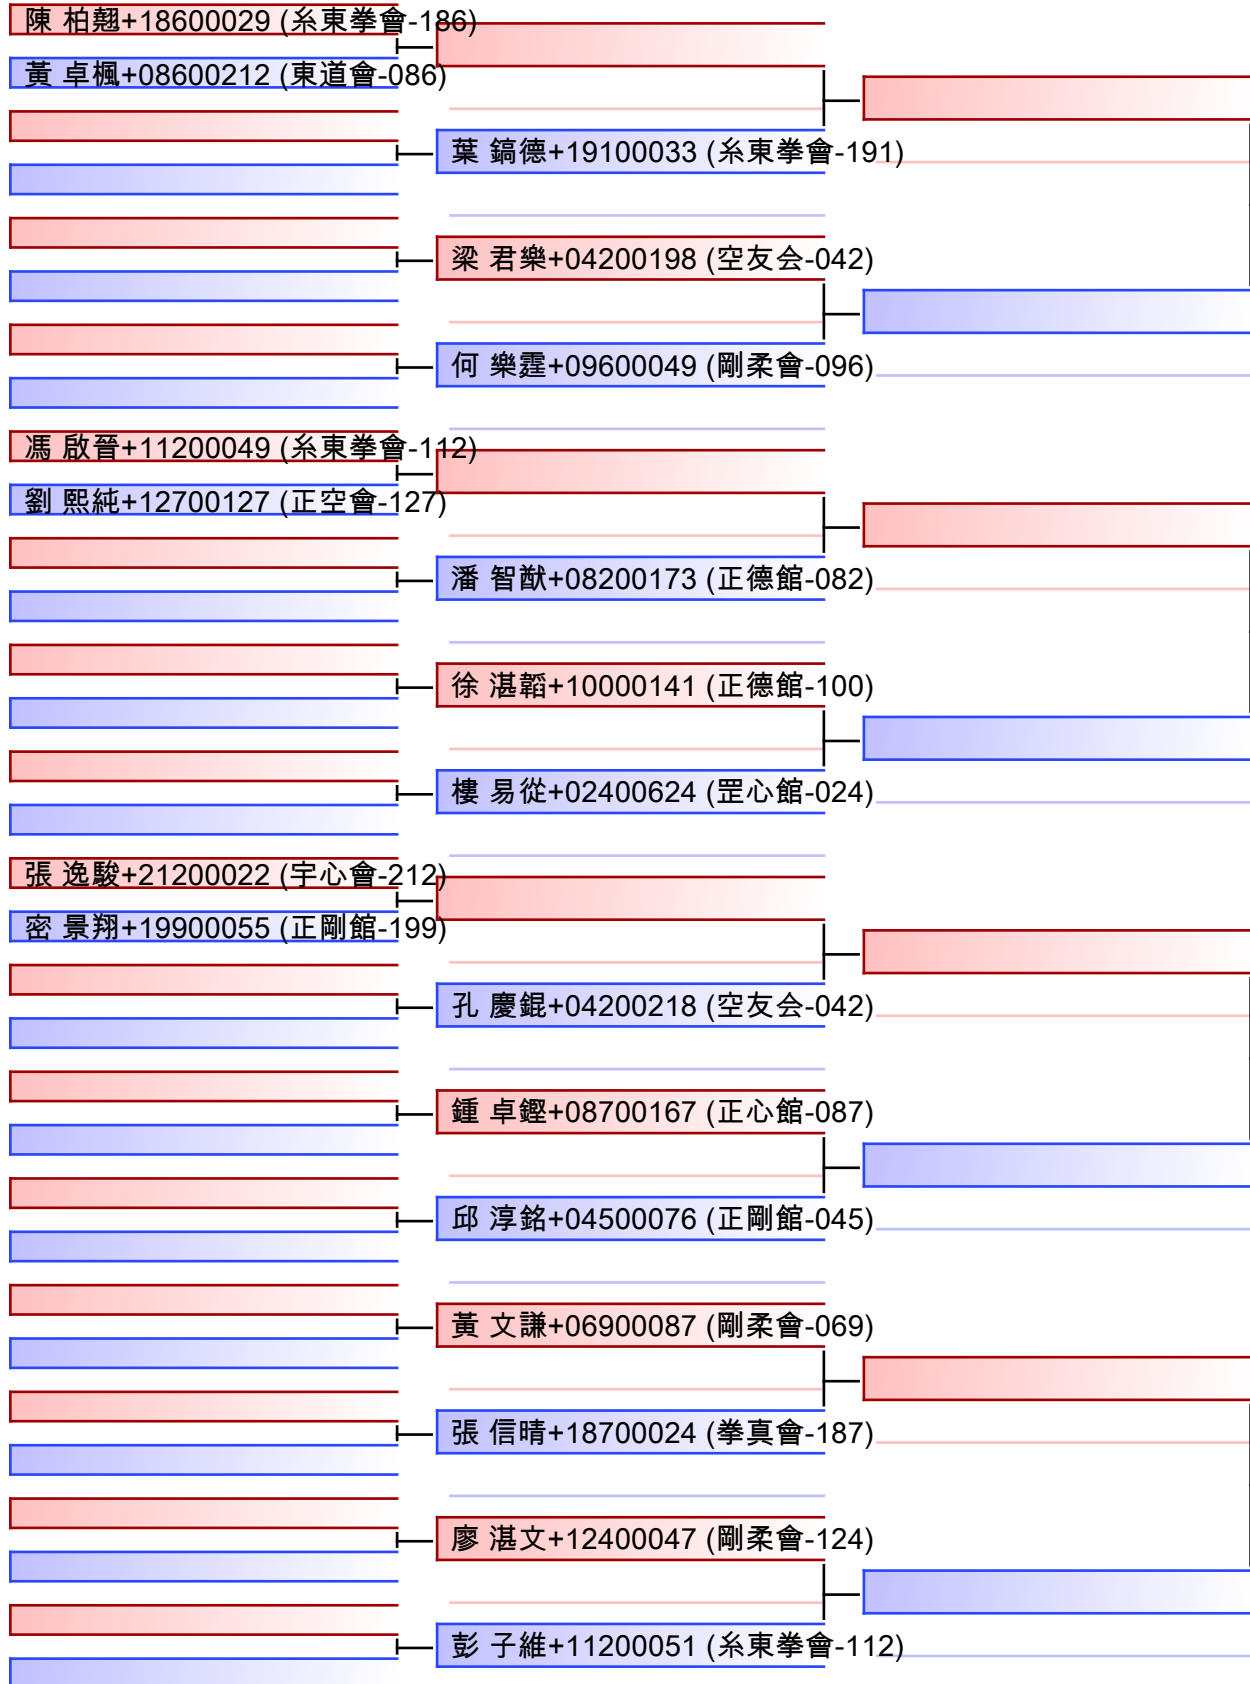 陳 柏翹+18600029 (糸東拳會-186)
黃 卓楓+08600212 (東道會-086)
葉 鎬德+19100033 (糸東拳會-191)
梁 君樂+04200198 (空友会-042)
何 樂霆+09600049 (剛柔會-096)
馮 啟晉+11200049 (糸東拳會-112)
劉 熙純+12700127 (正空會-127)
潘 智猷+08200173 (正德館-082)
徐 湛韜+10000141 (正德館-100)
樓 易從+02400624 (罡心館-024)
張 逸駿+21200022 (宇心會-212)
密 景翔+19900055 (正剛館-199)
孔 慶錕+04200218 (空友会-042)
鍾 卓鏗+08700167 (正心館-087)
邱 淳銘+04500076 (正剛館-045)
黃 文謙+06900087 (剛柔會-069)
張 信晴+18700024 (拳真會-187)
廖 湛文+12400047 (剛柔會-124)
彭 子維+11200051 (糸東拳會-112)